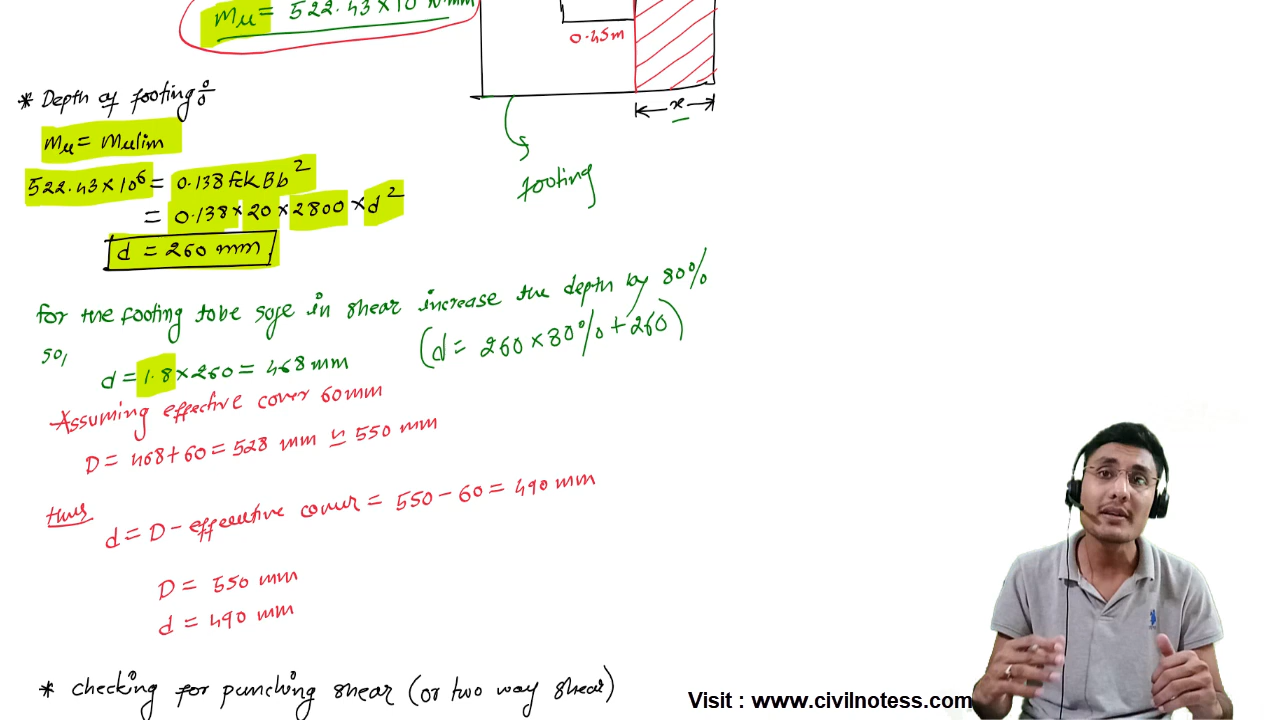 Mu = 522.43×10 N-mm
0.45m
x
footing
* Depth of footing :-
Mu = Mulim
522.43×10⁶ = 0.138 fck Bb²
= 0.138 × 20 × 2800 × d²
d = 260 mm
for the footing tobe safe in shear increase the depth by 80%
so,
d = 1.8 × 260 = 468 mm
(d = 260 × 80% + 260)
Assuming effective cover 60mm
D = 468 + 60 = 528 mm ≃ 550 mm
thus
d = D - effective cover = 550 - 60 = 490 mm
D = 550 mm
d = 490 mm
* checking for punching shear (or two way shear)
Visit : www.civilnotess.com